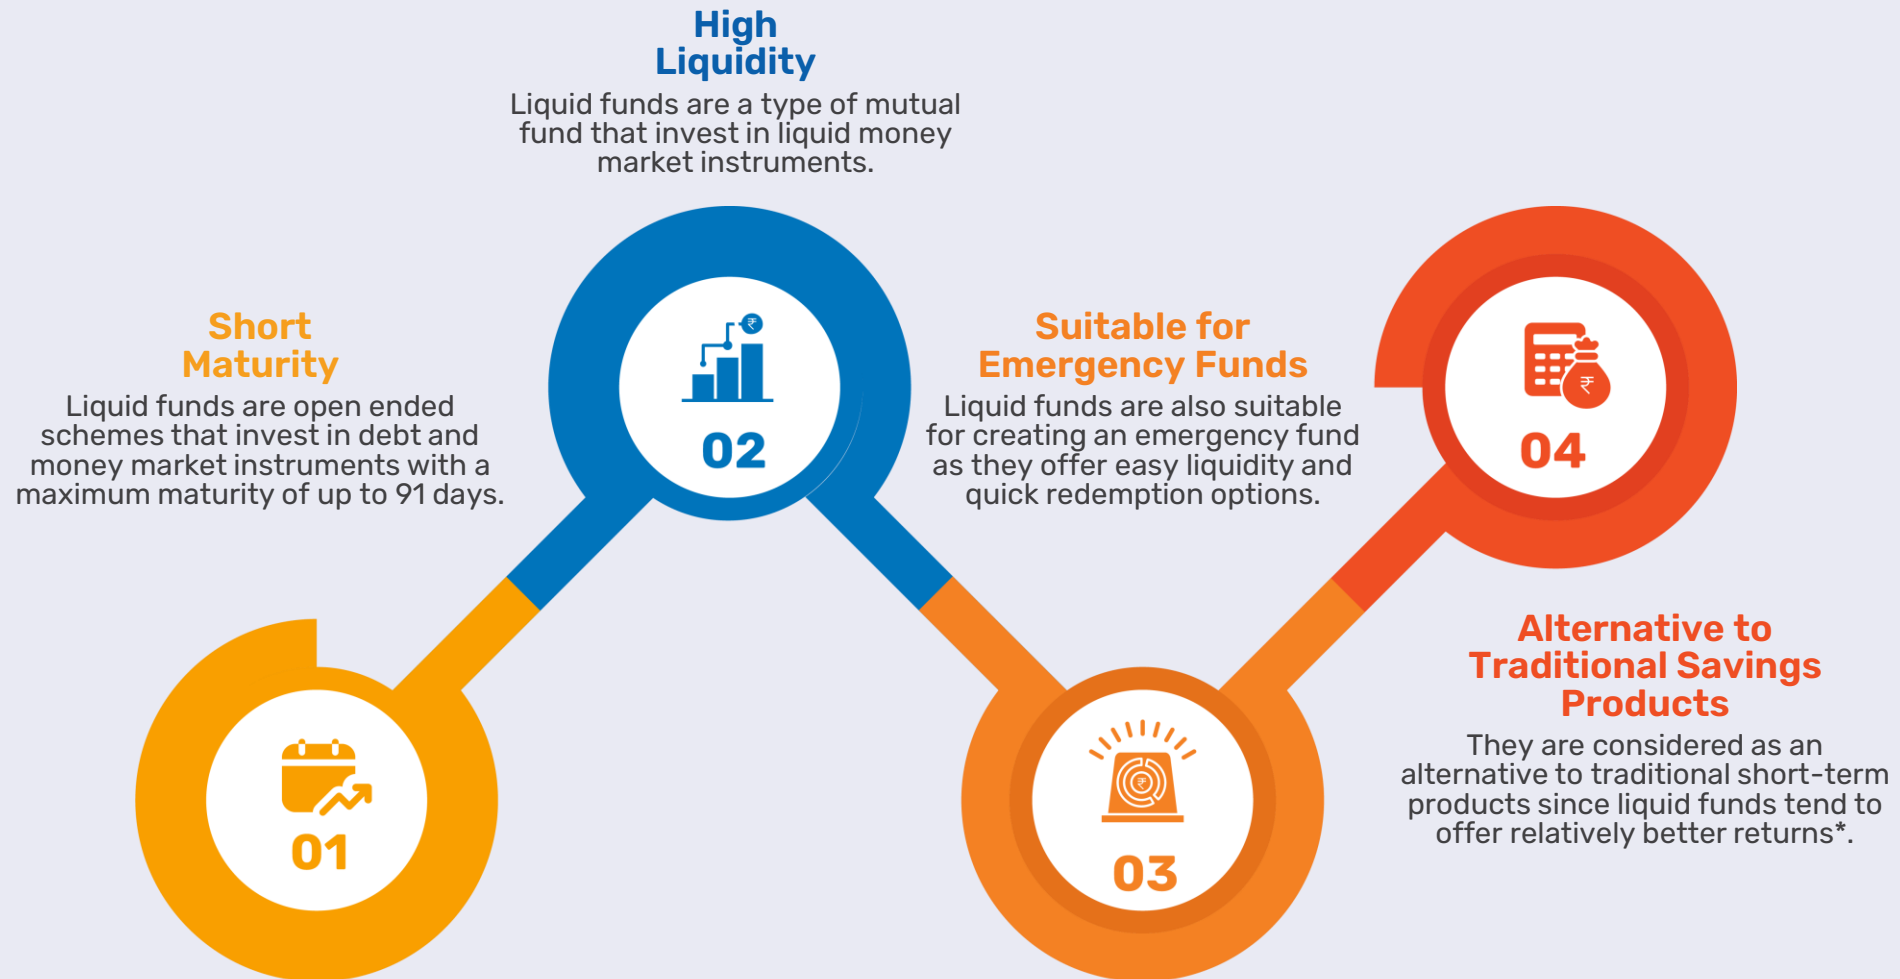 Short
Maturity
Liquid funds are open ended
schemes that invest in debt and
money market instruments with a
maximum maturity of up to 91 days.
01
High
Liquidity
Liquid funds are a type of mutual
fund that invest in liquid money
market instruments.
₹
02
Suitable for
Emergency Funds
Liquid funds are also suitable
for creating an emergency fund
as they offer easy liquidity and
quick redemption options.
₹
03
₹
04
Alternative to
Traditional Savings
Products
They are considered as an
alternative to traditional short-term
products since liquid funds tend to
offer relatively better returns*.